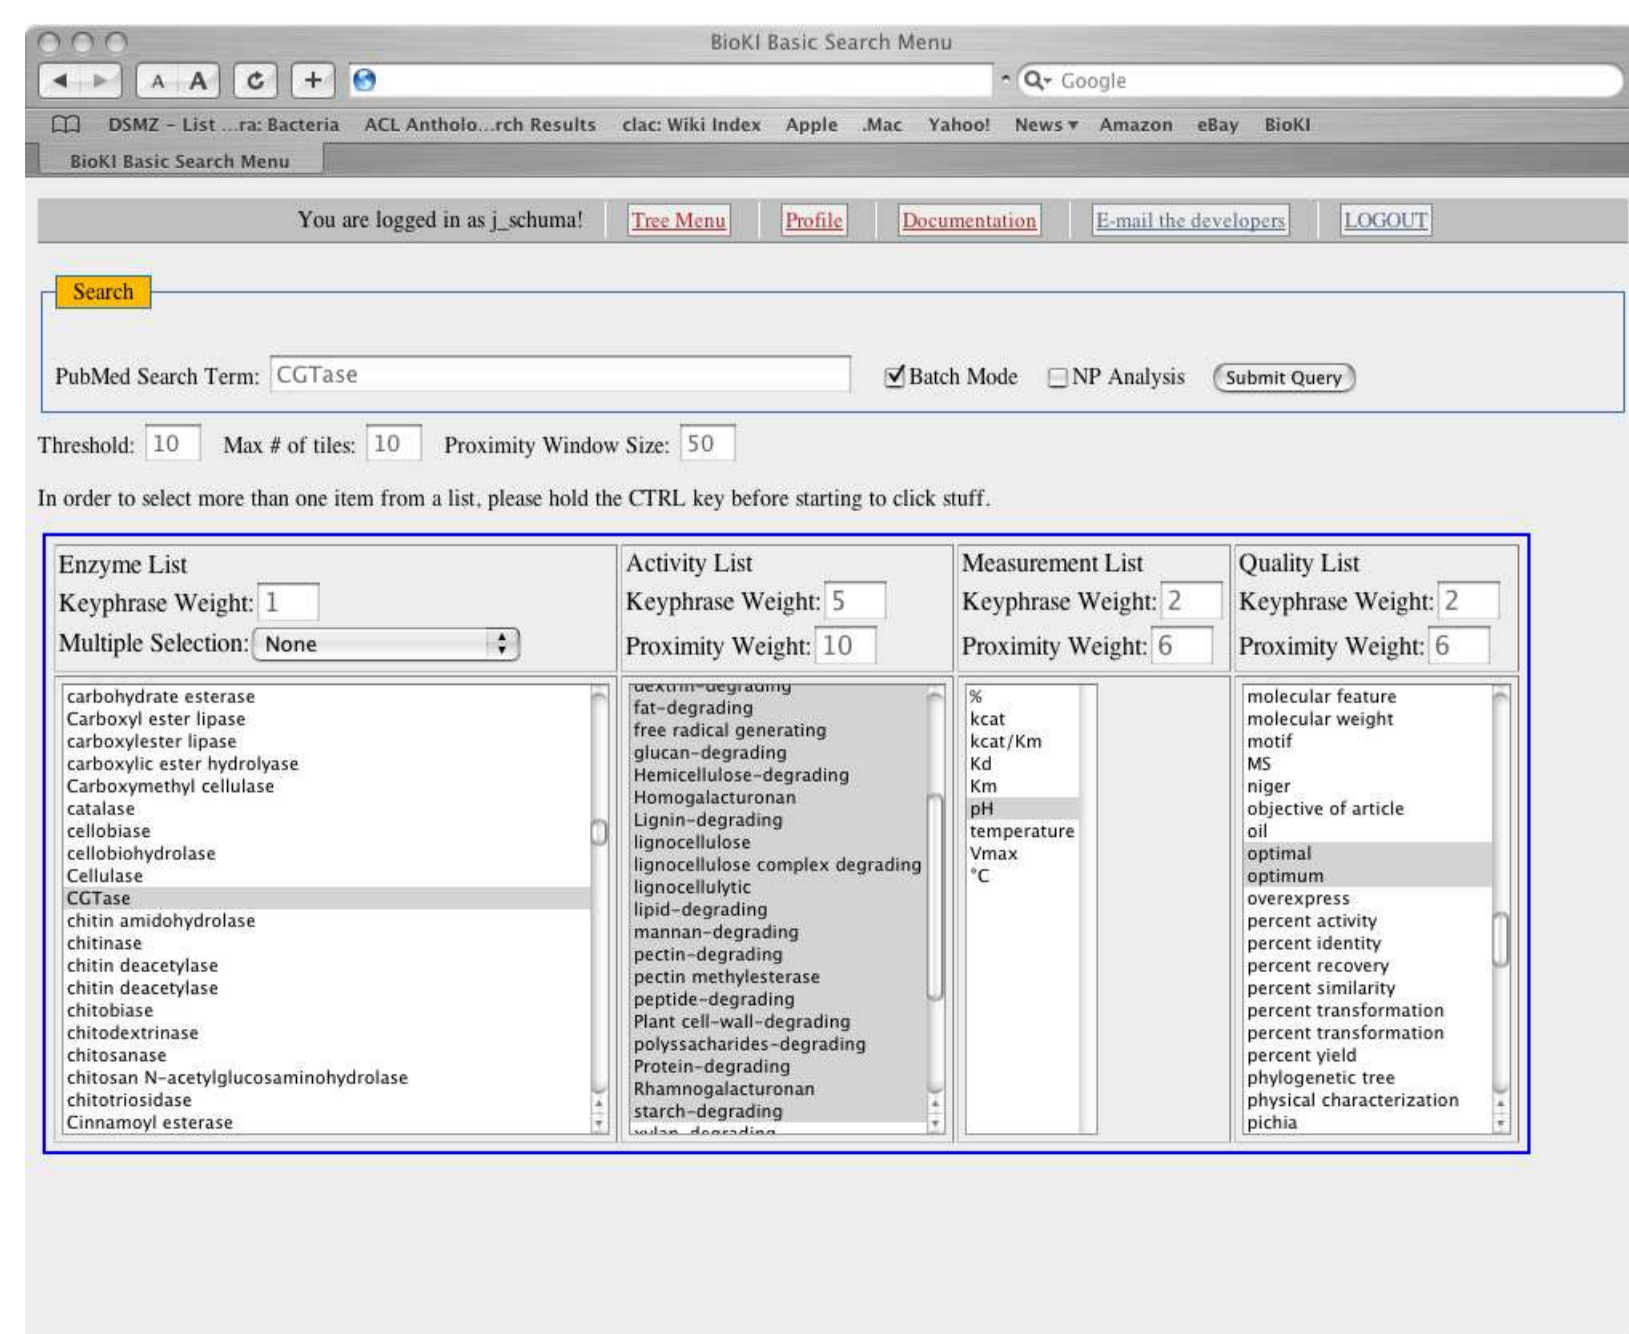 BioKI Basic Search Menu
A A + Google
DSMZ – List ...ra: Bacteria ACL Antholo...rch Results clac: Wiki Index Apple .Mac Yahoo! News Amazon eBay BioKI
BioKI Basic Search Menu
You are logged in as j_schuma! Tree Menu Profile Documentation E-mail the developers LOGOUT
Search
PubMed Search Term: CGTase Batch Mode NP Analysis Submit Query
Threshold: 10 Max # of tiles: 10 Proximity Window Size: 50
In order to select more than one item from a list, please hold the CTRL key before starting to click stuff.
Enzyme List
Keyphrase Weight: 1
Multiple Selection: None
Activity List
Keyphrase Weight: 5
Proximity Weight: 10
Measurement List
Keyphrase Weight: 2
Proximity Weight: 6
Quality List
Keyphrase Weight: 2
Proximity Weight: 6
carbohydrate esterase
Carboxyl ester lipase
carboxylester lipase
carboxylic ester hydrolyase
Carboxymethyl cellulase
catalase
cellobiase
cellobiohydrolase
Cellulase
CGTase
chitin amidohydrolase
chitinase
chitin deacetylase
chitin deacetylase
chitobiase
chitodextrinase
chitosanase
chitosan N-acetylglucosaminohydrolase
chitotriosidase
Cinnamoyl esterase
dextrin-degrading
fat-degrading
free radical generating
glucan-degrading
Hemicellulose-degrading
Homogalacturonan
Lignin-degrading
lignocellulose
lignocellulose complex degrading
lignocellulytic
lipid-degrading
mannan-degrading
pectin-degrading
pectin methylesterase
peptide-degrading
Plant cell-wall-degrading
polyssacharides-degrading
Protein-degrading
Rhamnogalacturonan
starch-degrading
xylan-degrading
%
kcat
kcat/Km
Kd
Km
pH
temperature
Vmax
°C
molecular feature
molecular weight
motif
MS
niger
objective of article
oil
optimal
optimum
overexpress
percent activity
percent identity
percent recovery
percent similarity
percent transformation
percent transformation
percent yield
phylogenetic tree
physical characterization
pichia